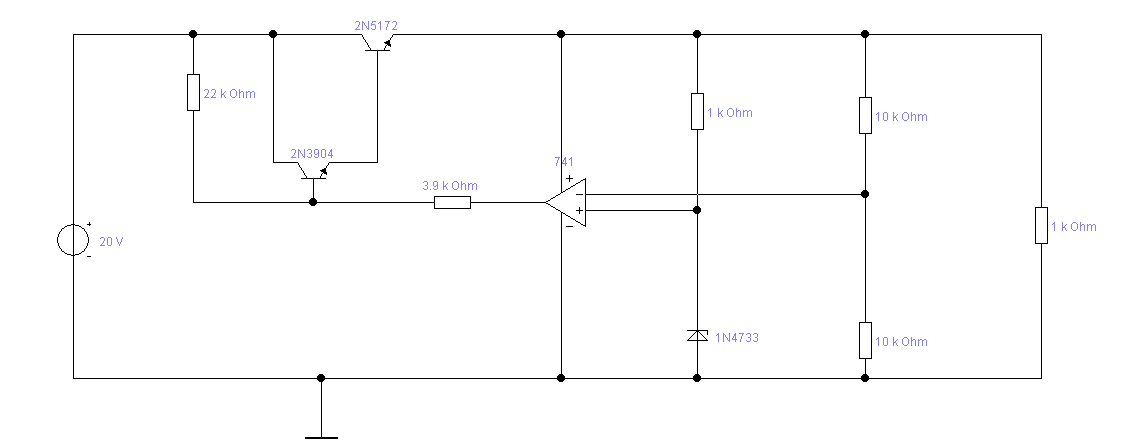 2N5172
22 k Ohm
1 k Ohm
10 k Ohm
2N3904
741
3.9 k Ohm
+
−
+
−
+
20 V
-
1 k Ohm
1N4733
10 k Ohm